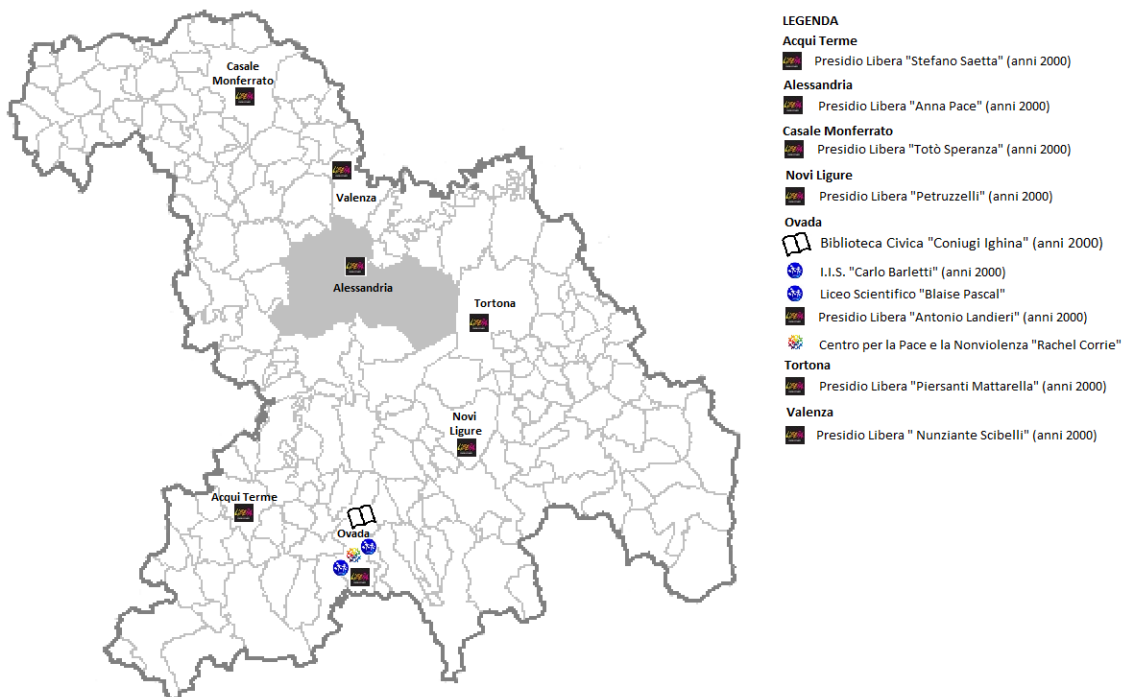 Casale
Monferrato
Valenza
Alessandria
Tortona
Novi
Ligure
Acqui Terme
Ovada
LEGENDA
Acqui Terme
Presidio Libera "Stefano Saetta" (anni 2000)
Alessandria
Presidio Libera "Anna Pace" (anni 2000)
Casale Monferrato
Presidio Libera "Totò Speranza" (anni 2000)
Novi Ligure
Presidio Libera "Petruzzelli" (anni 2000)
Ovada
Biblioteca Civica "Coniugi Ighina" (anni 2000)
I.I.S. "Carlo Barletti" (anni 2000)
Liceo Scientifico "Blaise Pascal"
Presidio Libera "Antonio Landieri" (anni 2000)
Centro per la Pace e la Nonviolenza "Rachel Corrie"
Tortona
Presidio Libera "Piersanti Mattarella" (anni 2000)
Valenza
Presidio Libera " Nunziante Scibelli" (anni 2000)